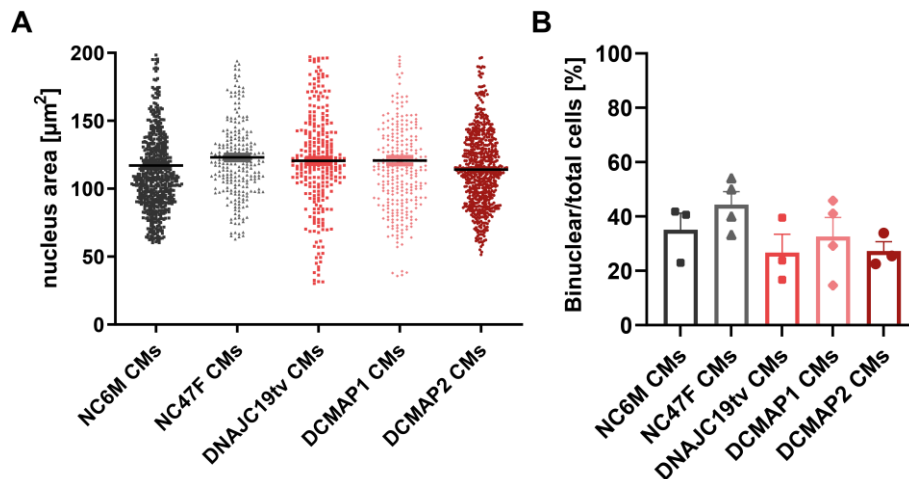 A
nucleus area [µm²]
200
150
100
50
0
NC6M CMs
NC47F CMs
DNAJC19tv CMs
DCMAP1 CMs
DCMAP2 CMs
B
Binuclear/total cells [%]
100
80
60
40
20
0
NC6M CMs
NC47F CMs
DNAJC19tv CMs
DCMAP1 CMs
DCMAP2 CMs